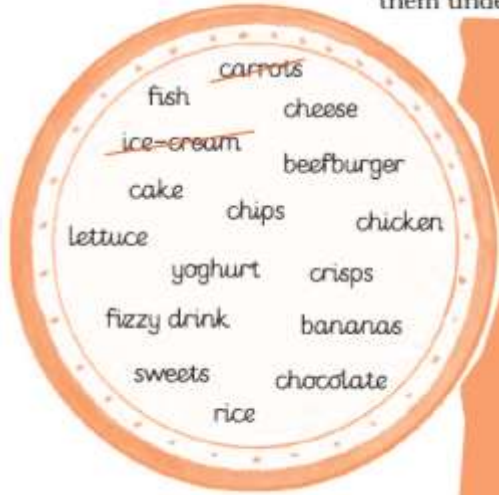 them unde
carrots
fish
cheese
ice-cream
beefburger
cake
chips
chicken
lettuce
yoghurt
crisps
fizzy drink
bananas
sweets
chocolate
rice